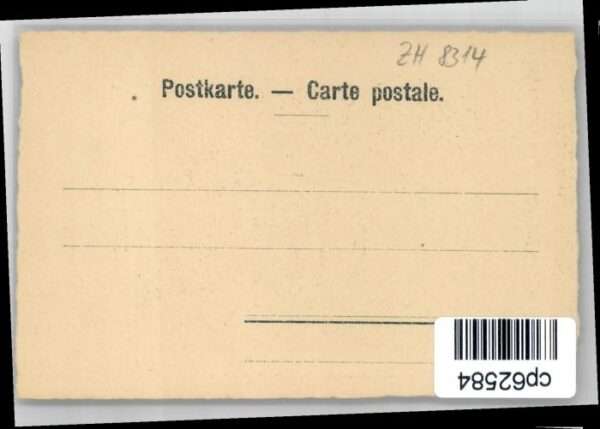 ZH 8314
Postkarte. — Carte postale.
cp62584